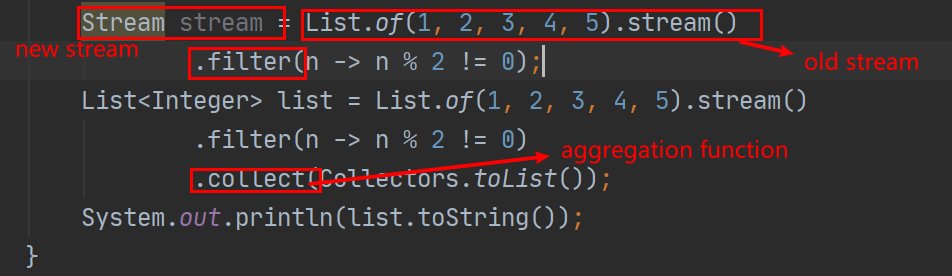 Stream stream = List.of(1, 2, 3, 4, 5).stream()
new stream
.filter(n -> n % 2 != 0);
old stream
List<Integer> list = List.of(1, 2, 3, 4, 5).stream()
.filter(n -> n % 2 != 0)
aggregation function
.collect(Collectors.toList());
System.out.println(list.toString());
}